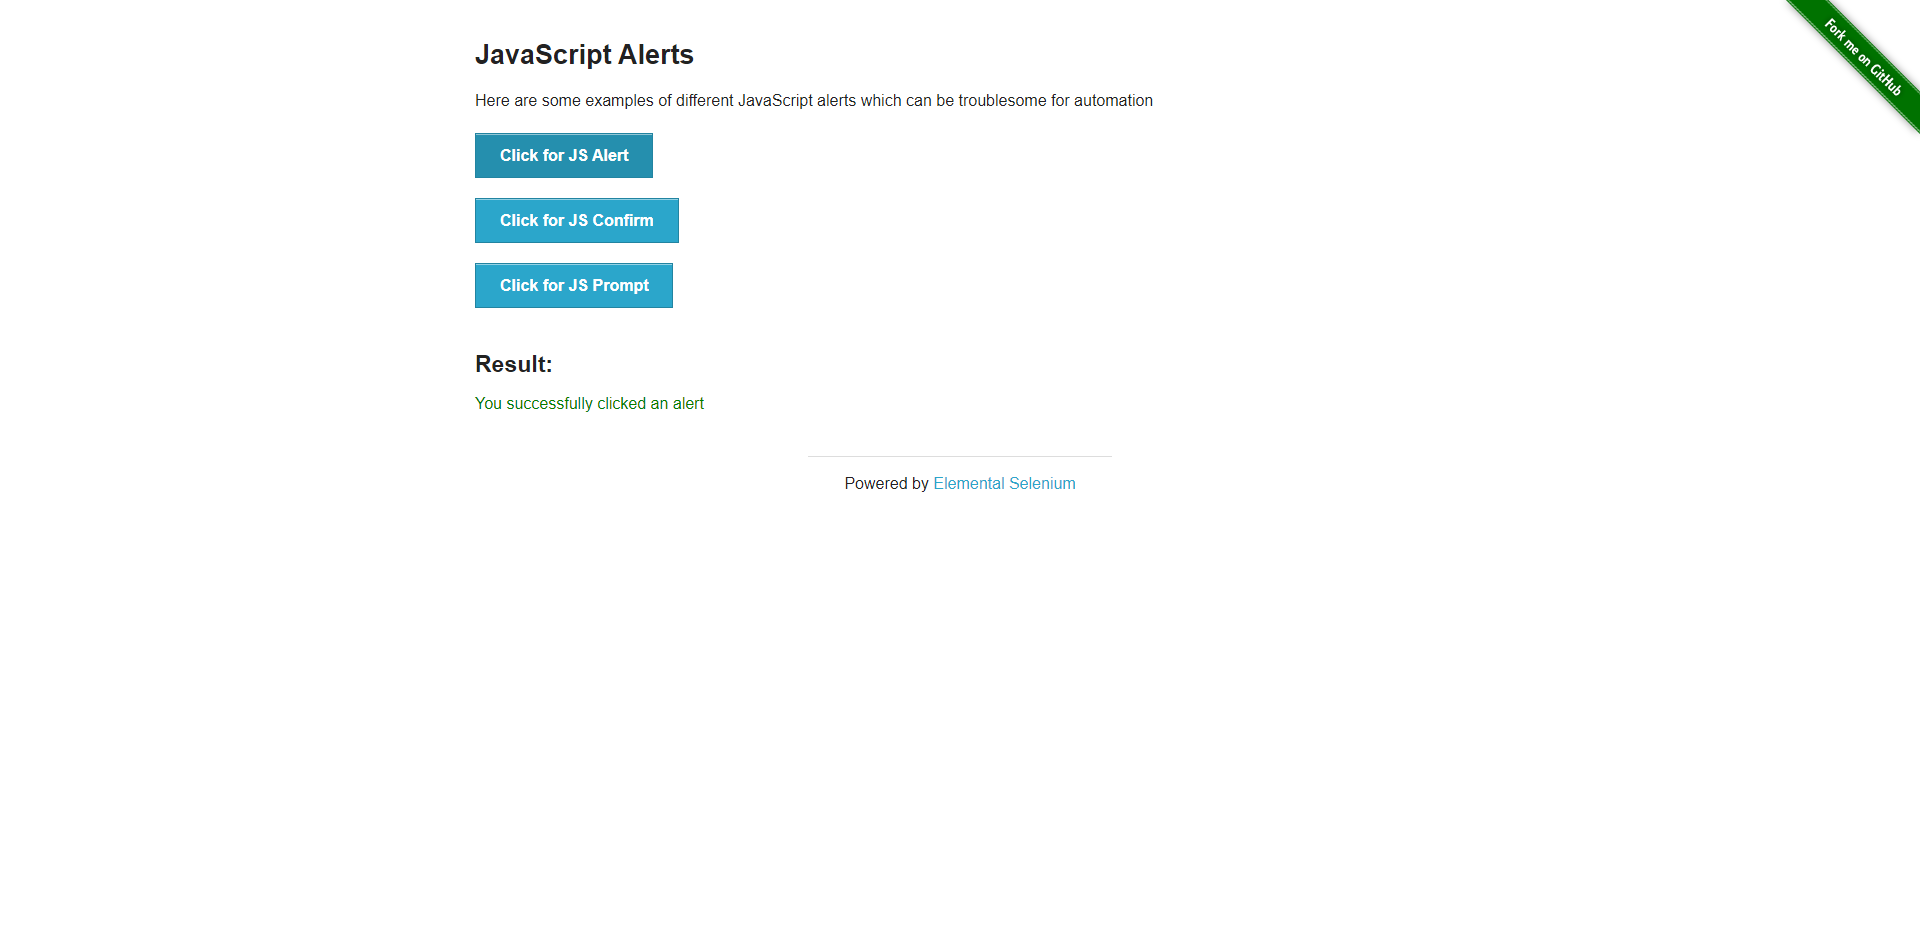 JavaScript Alerts
Fork me on GitHub
Here are some examples of different JavaScript alerts which can be troublesome for automation
Click for JS Alert
Click for JS Confirm
Click for JS Prompt
Result:
You successfully clicked an alert
Powered by Elemental Selenium